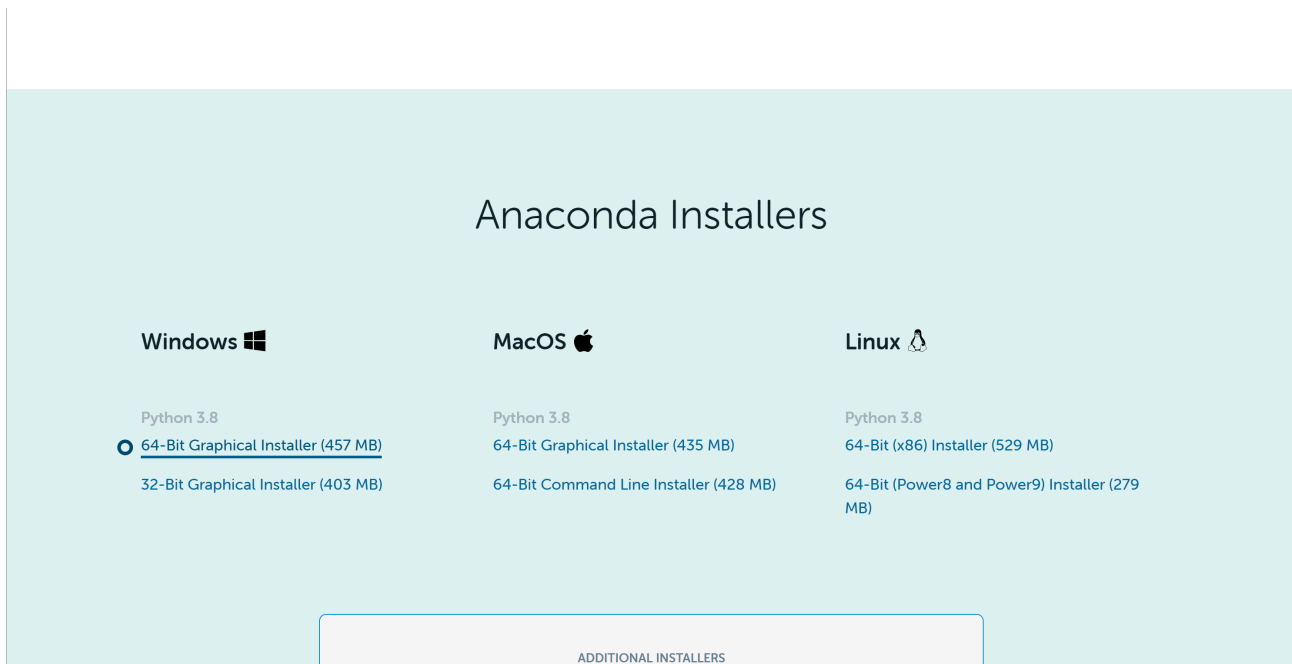 Anaconda Installers
Windows
MacOS
Linux
Python 3.8
64-Bit Graphical Installer (457 MB)
32-Bit Graphical Installer (403 MB)
Python 3.8
64-Bit Graphical Installer (435 MB)
64-Bit Command Line Installer (428 MB)
Python 3.8
64-Bit (x86) Installer (529 MB)
64-Bit (Power8 and Power9) Installer (279
MB)
ADDITIONAL INSTALLERS